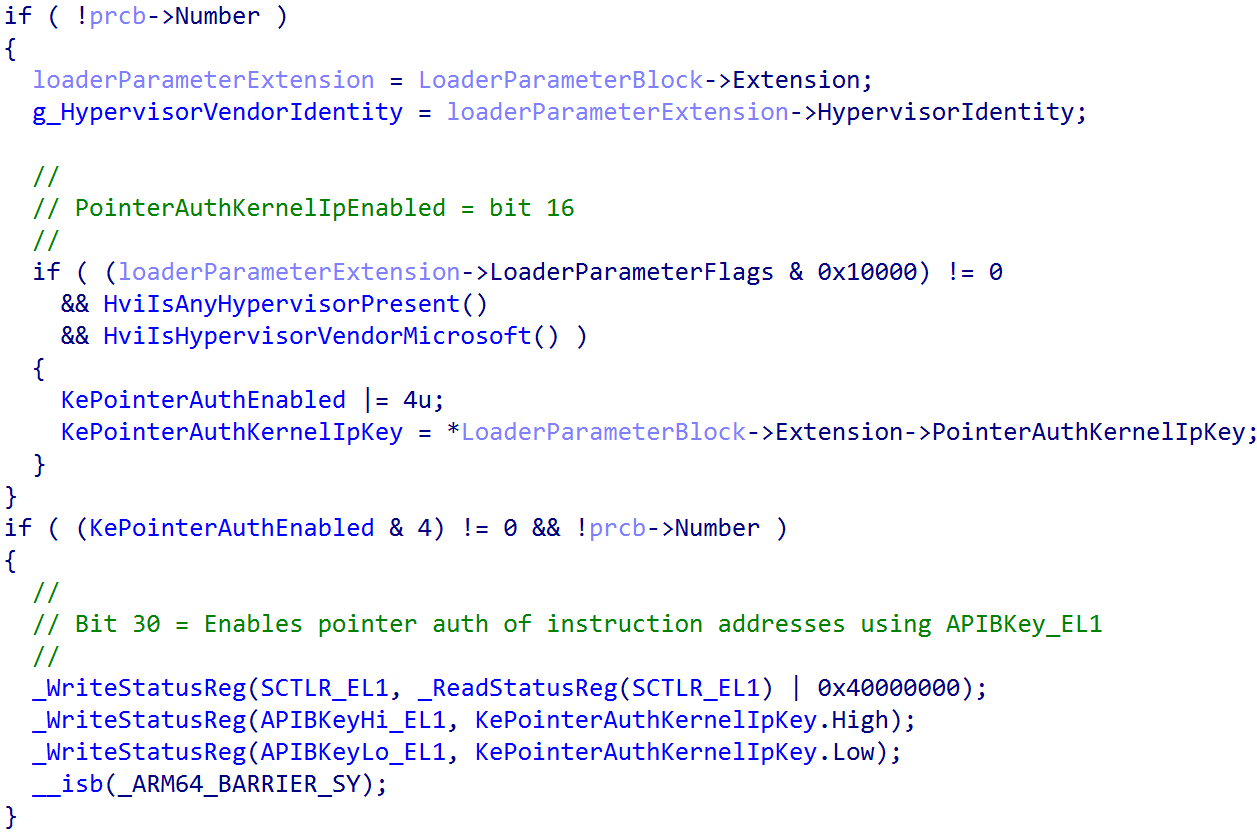 if ( !prcb->Number )
{
  loaderParameterExtension = LoaderParameterBlock->Extension;
  g_HypervisorVendorIdentity = loaderParameterExtension->HypervisorIdentity;

  //
  // PointerAuthKernelIpEnabled = bit 16
  //
  if ( (loaderParameterExtension->LoaderParameterFlags & 0x10000) != 0
    && HviIsAnyHypervisorPresent()
    && HviIsHypervisorVendorMicrosoft() )
  {
    KePointerAuthEnabled |= 4u;
    KePointerAuthKernelIpKey = *LoaderParameterBlock->Extension->PointerAuthKernelIpKey;
  }
}
if ( (KePointerAuthEnabled & 4) != 0 && !prcb->Number )
{
  //
  // Bit 30 = Enables pointer auth of instruction addresses using APIBKey_EL1
  //
  _WriteStatusReg(SCTLR_EL1, _ReadStatusReg(SCTLR_EL1) | 0x40000000);
  _WriteStatusReg(APIBKeyHi_EL1, KePointerAuthKernelIpKey.High);
  _WriteStatusReg(APIBKeyLo_EL1, KePointerAuthKernelIpKey.Low);
  __isb(_ARM64_BARRIER_SY);
}